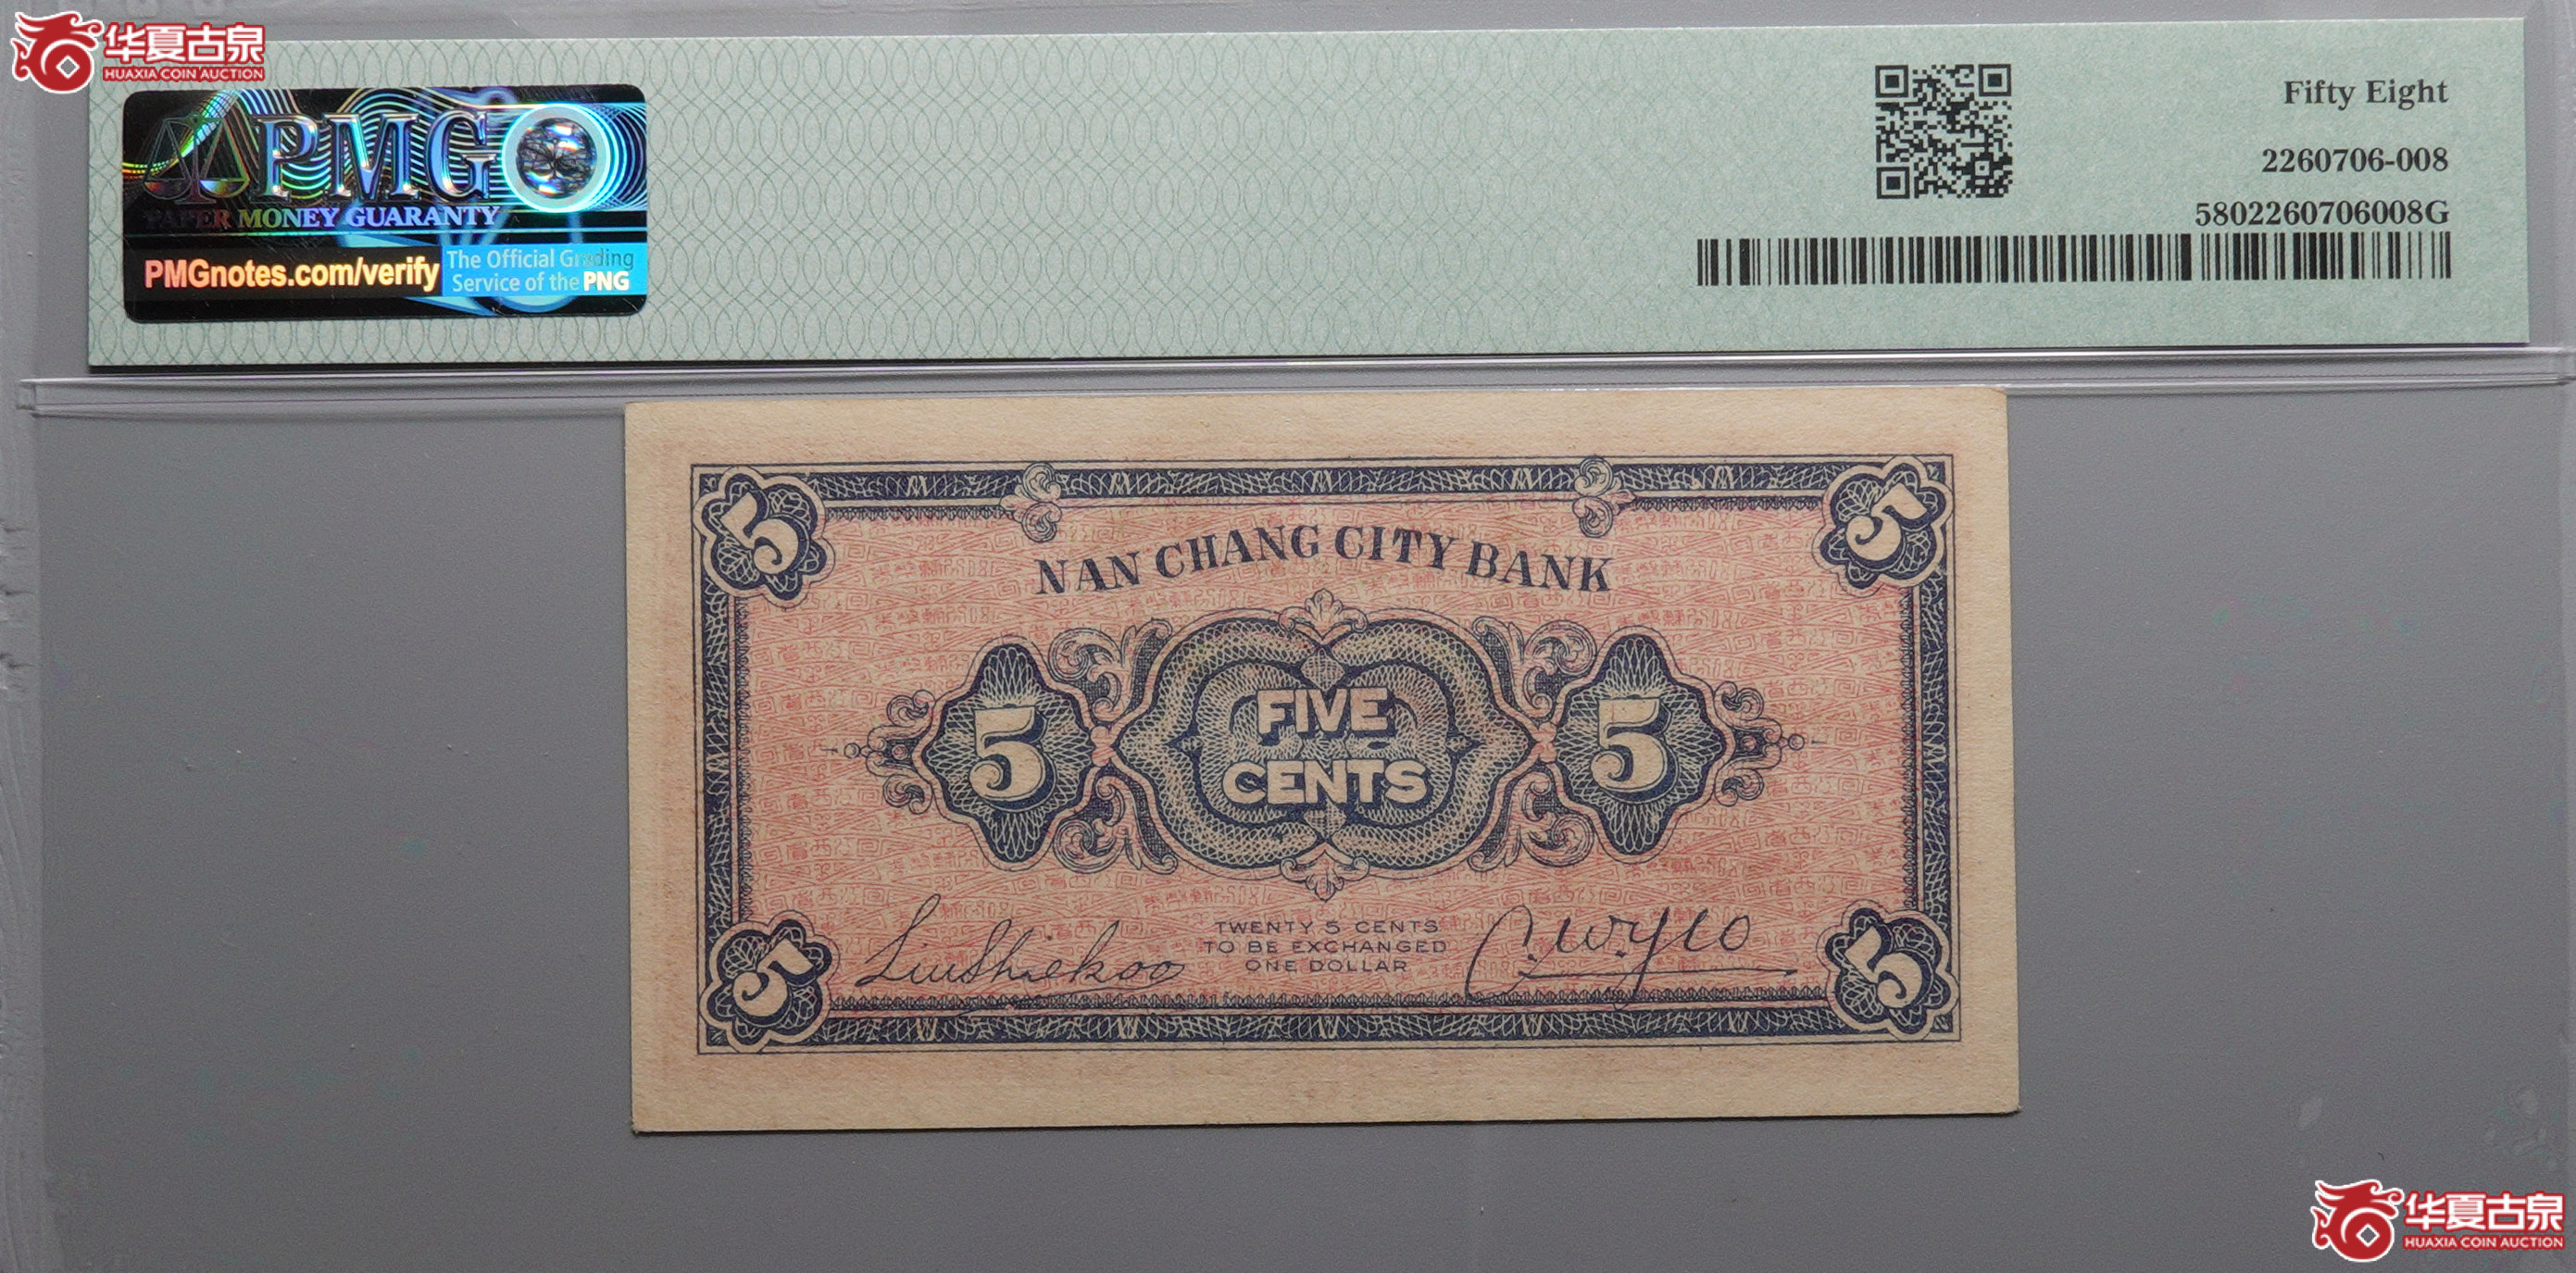 华夏古泉
HUAXIA COIN AUCTION
PMG
PAPER MONEY GUARANTY
PMGnotes.com/verify
The Official Grading
Service of the PNG
Fifty Eight
2260706-008
5802260706008G
5
5
NAN CHANG CITY BANK
5
FIVE
CENTS
5
Liu Shiekoo
TWENTY 5 CENTS
TO BE EXCHANGED
ONE DOLLAR
5
5
华夏古泉
HUAXIA COIN AUCTION